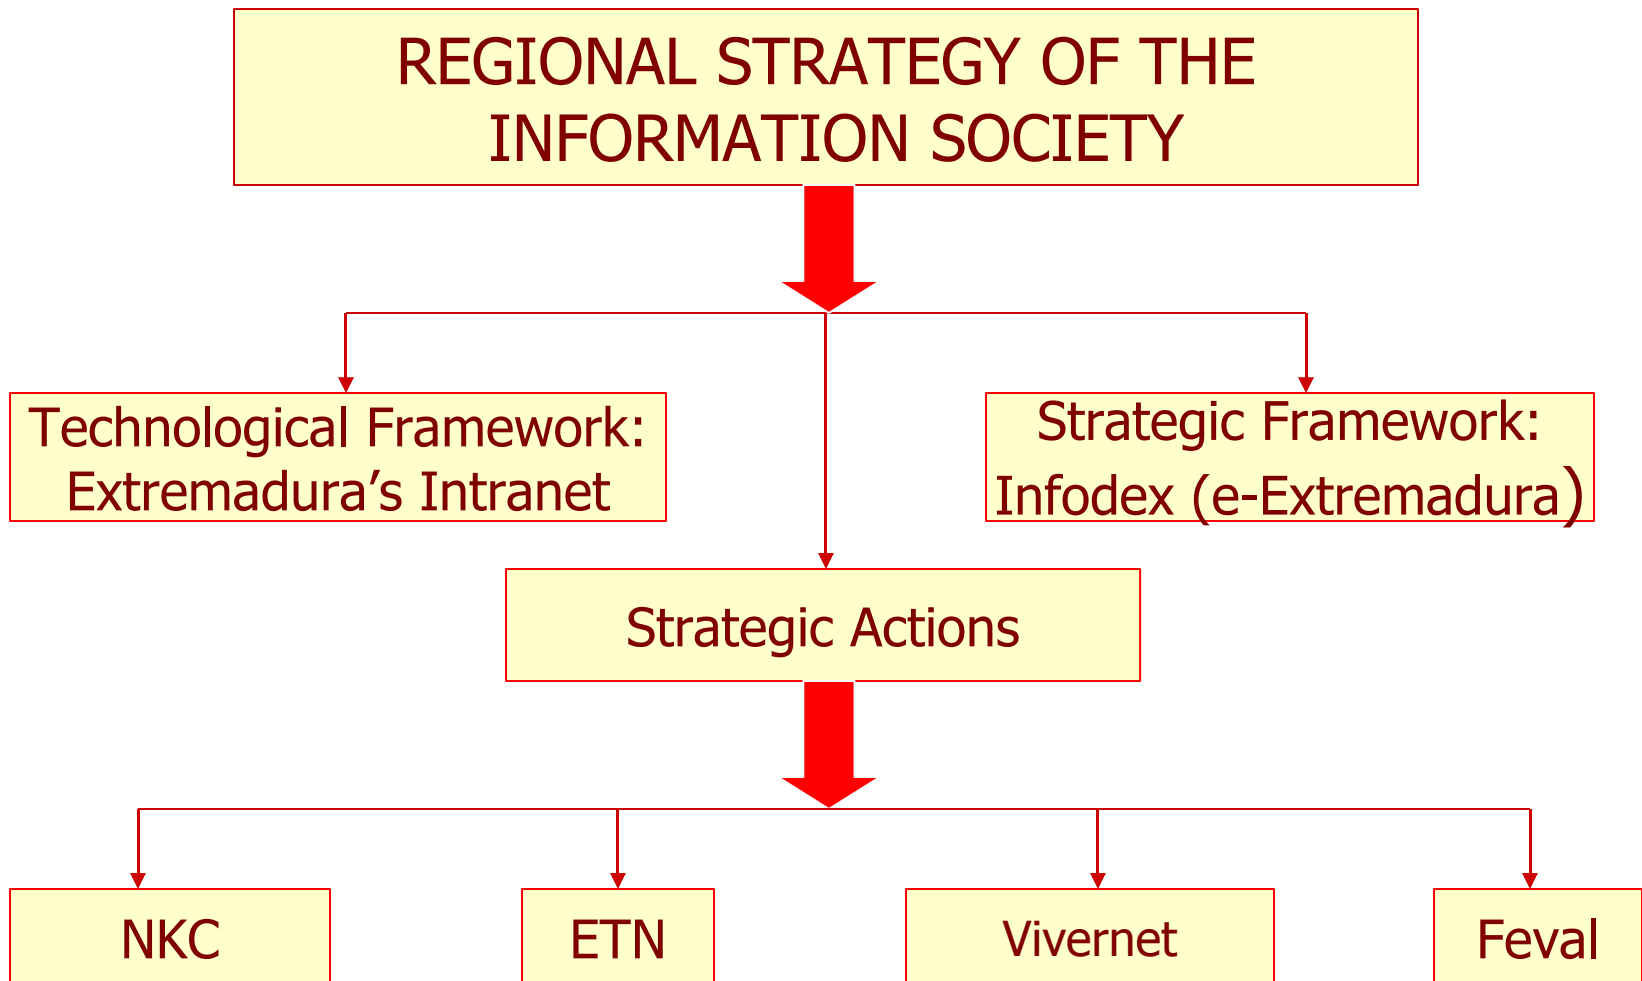 REGIONAL STRATEGY OF THE
INFORMATION SOCIETY
Technological Framework:
Extremadura’s Intranet
Strategic Framework:
Infodex (e-Extremadura)
Strategic Actions
NKC
ETN
Vivernet
Feval